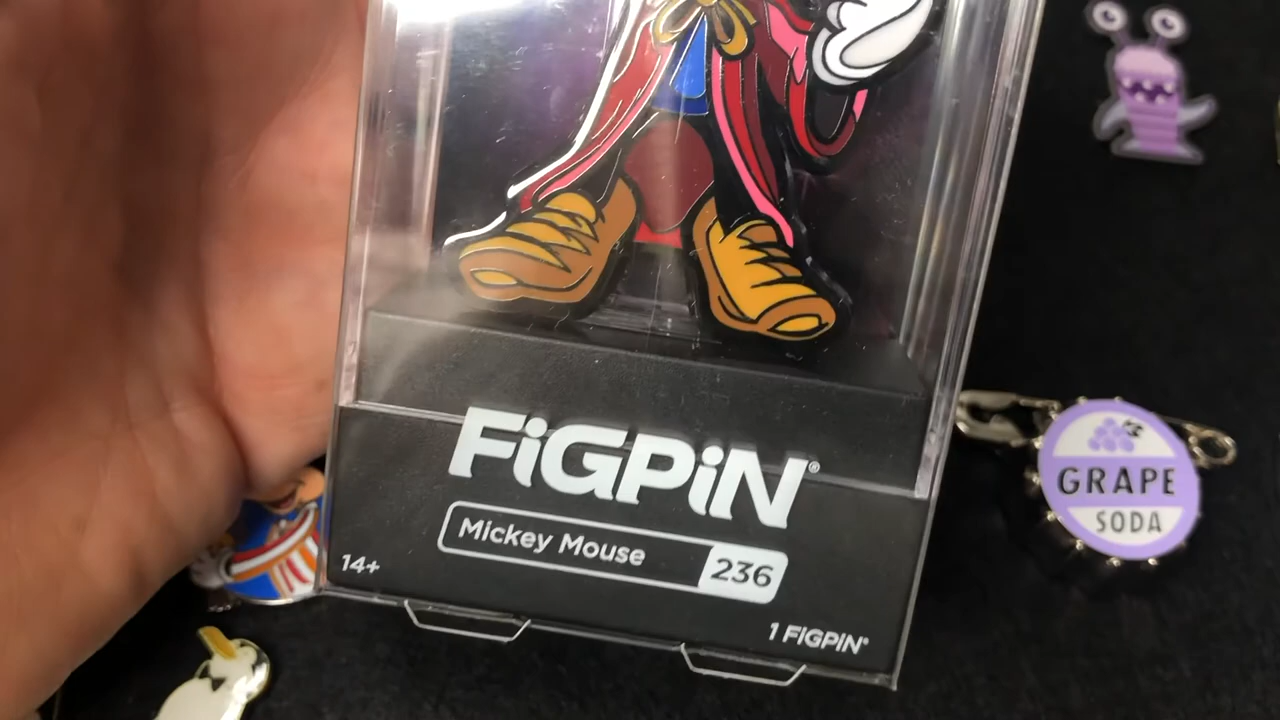 FiGPiN®
Mickey Mouse 236
14+
1 FiGPiN®
GRAPE
SODA